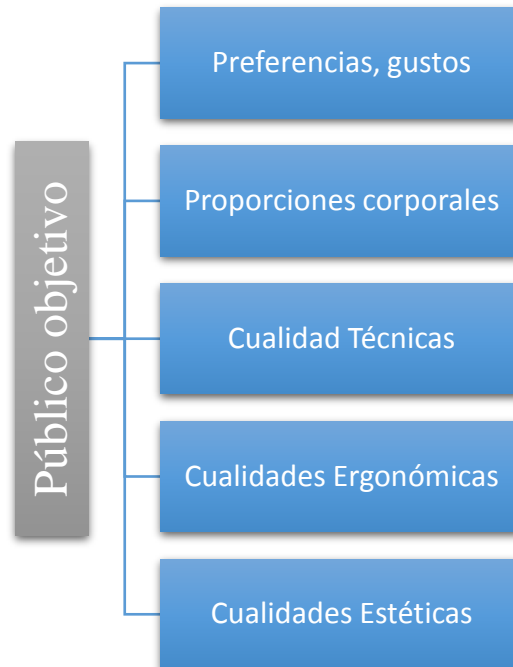 Público objetivo
Preferencias, gustos
Proporciones corporales
Cualidad Técnicas
Cualidades Ergonómicas
Cualidades Estéticas